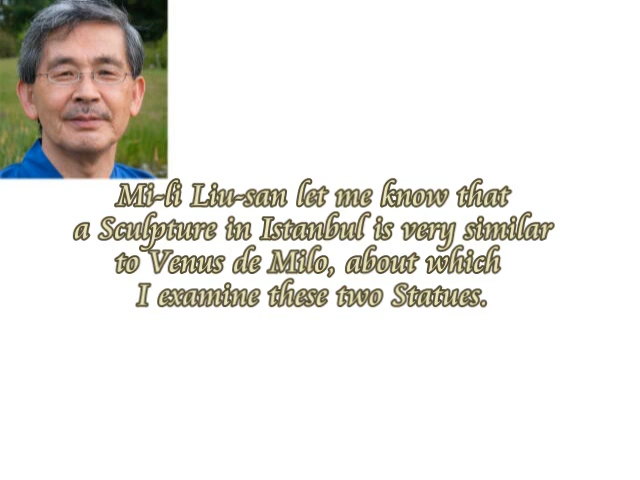 Mi-li Liu-san let me know that
a Sculpture in Istanbul is very similar
to Venus de Milo, about which
I examine these two Statues.